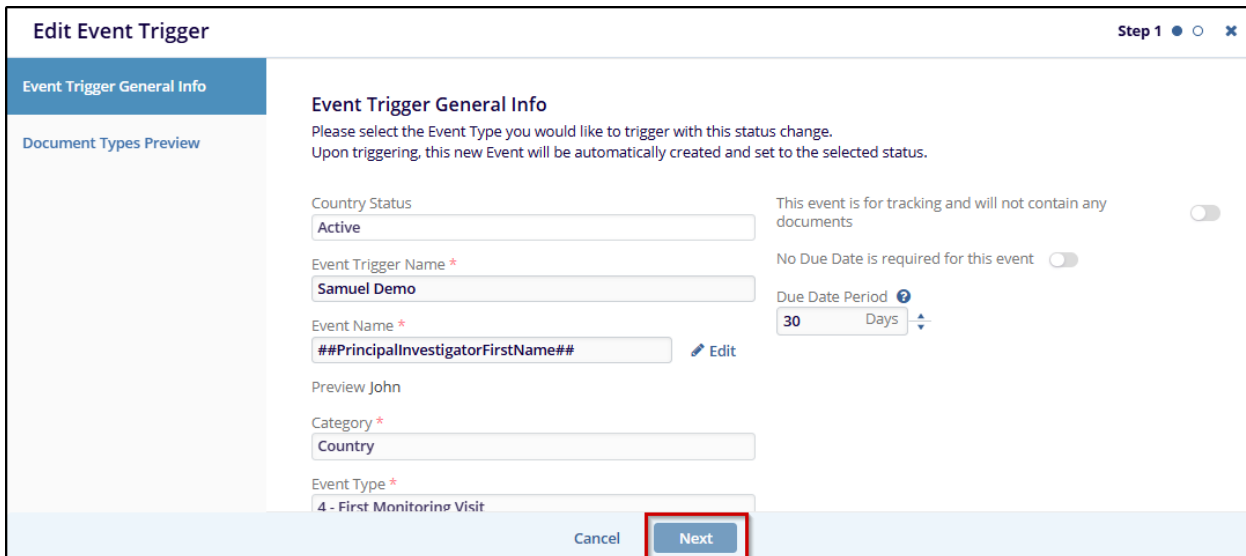 Edit Event Trigger
Step 1
Event Trigger General Info
Document Types Preview
Event Trigger General Info
Please select the Event Type you would like to trigger with this status change.
Upon triggering, this new Event will be automatically created and set to the selected status.
Country Status
Active
Event Trigger Name *
Samuel Demo
Event Name *
##PrincipalInvestigatorFirstName##
Edit
Preview John
Category *
Country
Event Type *
4 - First Monitoring Visit
This event is for tracking and will not contain any
documents
No Due Date is required for this event
Due Date Period ?
30 Days
Cancel
Next